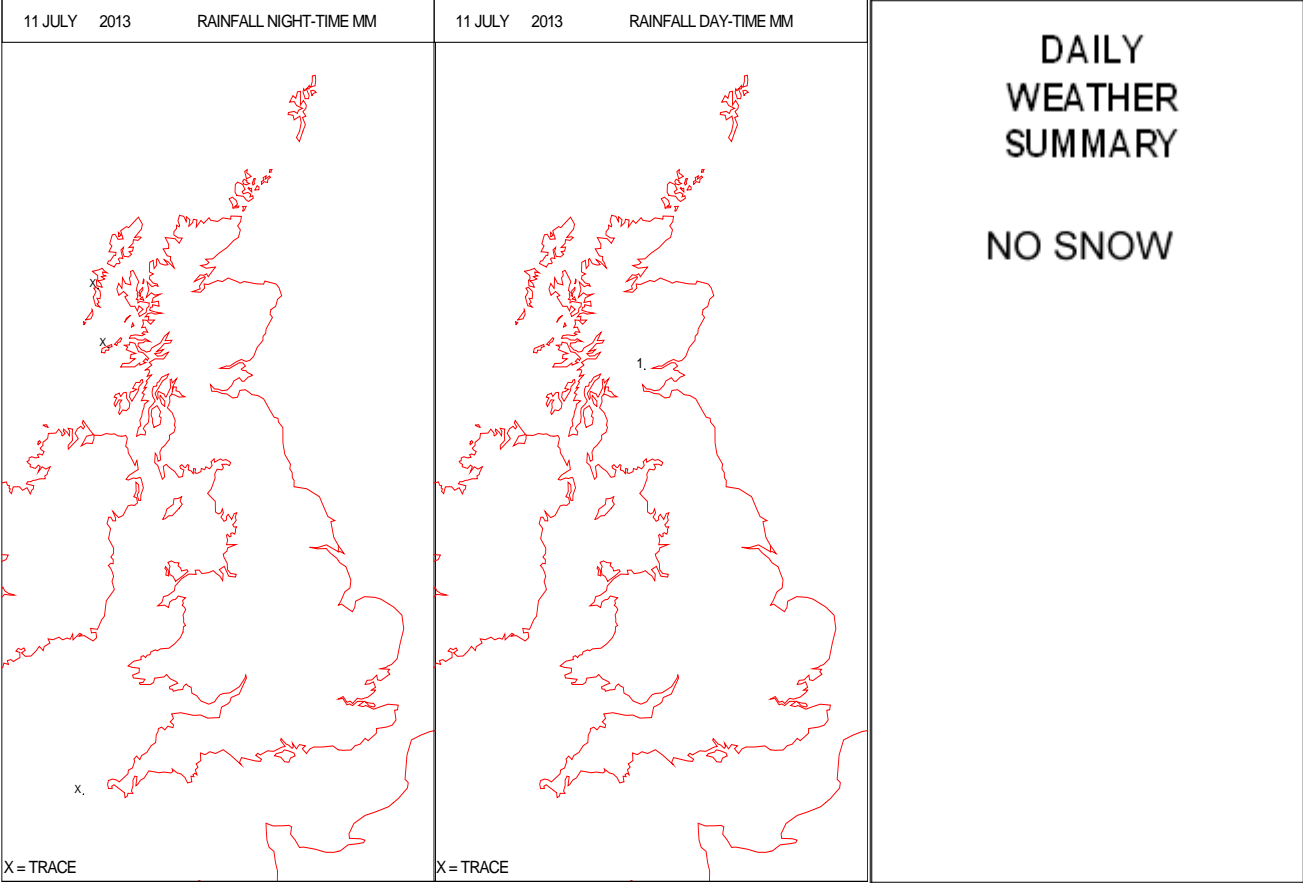 11 JULY 2013 RAINFALL NIGHT-TIME MM
X
X
X.
X = TRACE
11 JULY 2013 RAINFALL DAY-TIME MM
1.
X = TRACE
DAILY
WEATHER
SUMMARY
NO SNOW